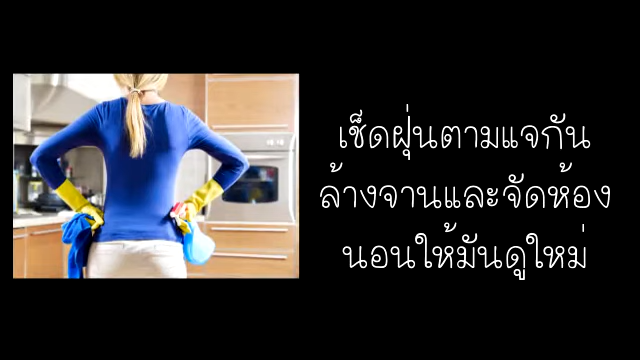 เช็ดฝุ่นตามแจกัน
ล้างจานและจัดห้อง
นอนให้มันดูใหม่